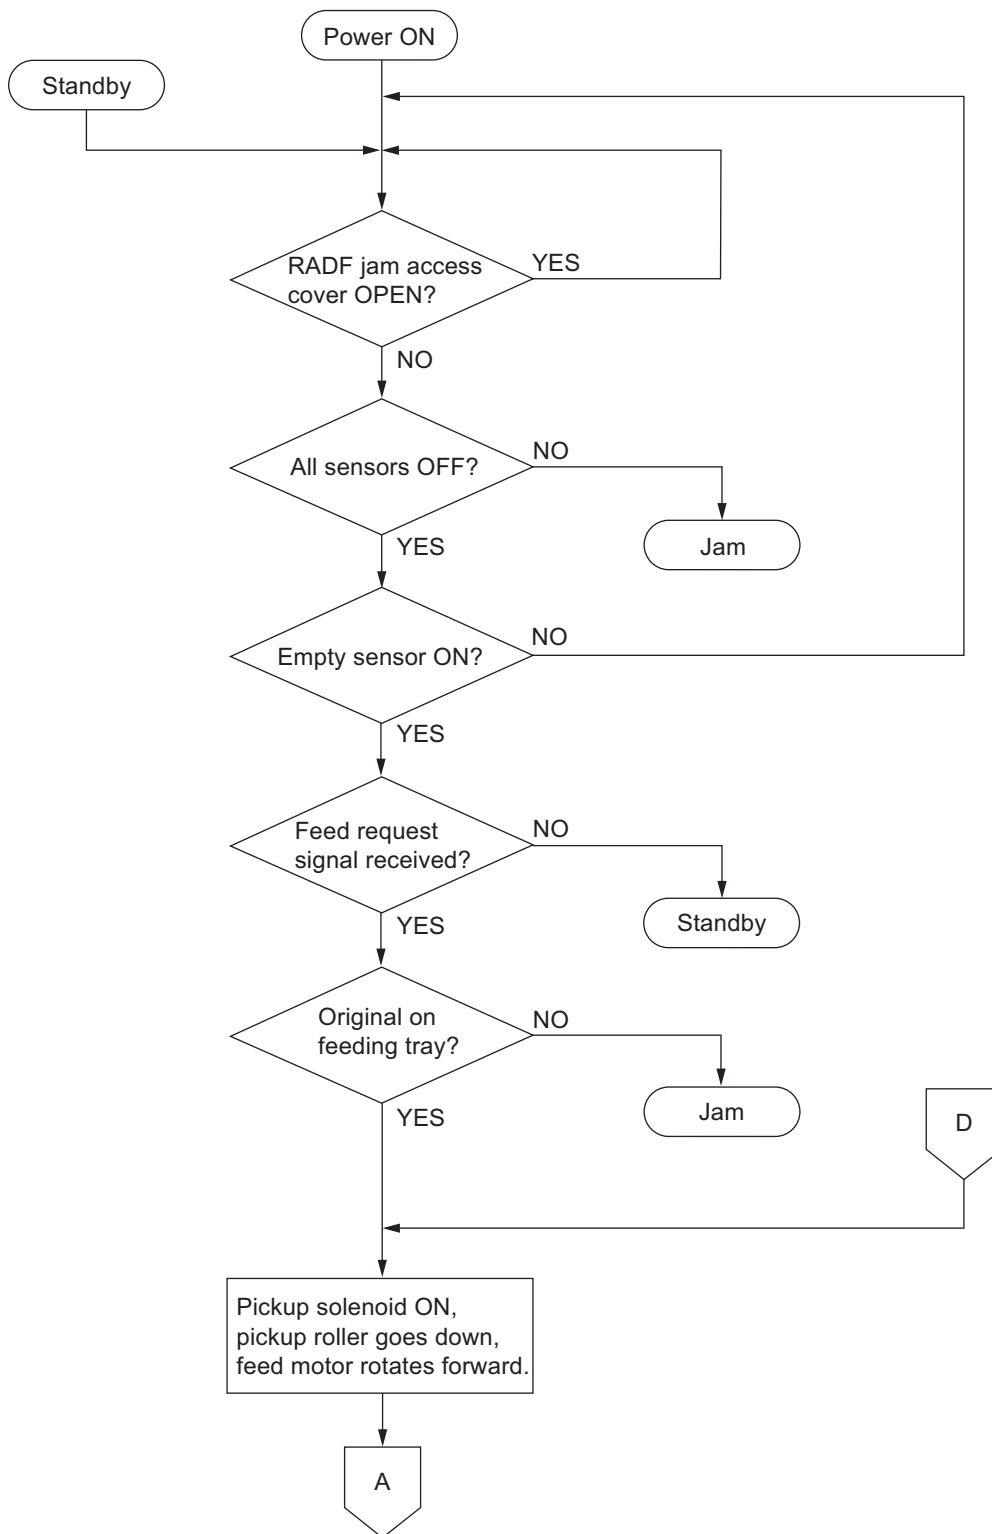 Power ON
Standby
RADF jam access
cover OPEN?
YES
NO
All sensors OFF?
NO
Jam
YES
Empty sensor ON?
NO
YES
Feed request
signal received?
NO
Standby
YES
Original on
feeding tray?
NO
Jam
YES
D
Pickup solenoid ON,
pickup roller goes down,
feed motor rotates forward.
A